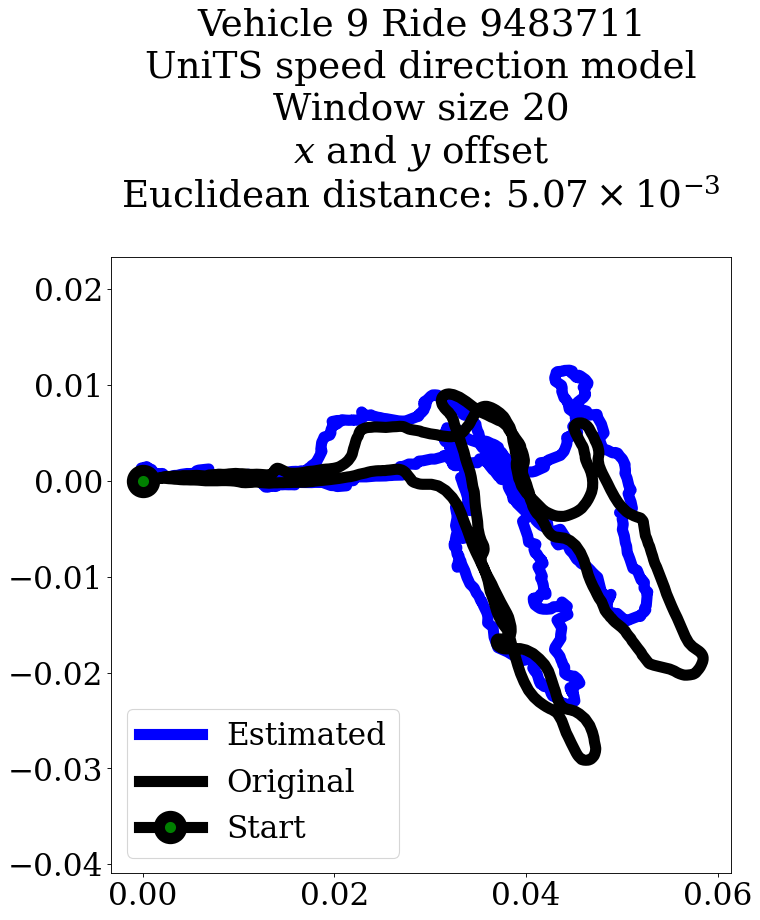 Vehicle 9 Ride 9483711
UniTS speed direction model
Window size 20
x and y offset
Euclidean distance: 5.07 × 10⁻³
0.02
0.01
0.00
−0.01
−0.02
−0.03
−0.04
Estimated
Original
Start
0.00 0.02 0.04 0.06